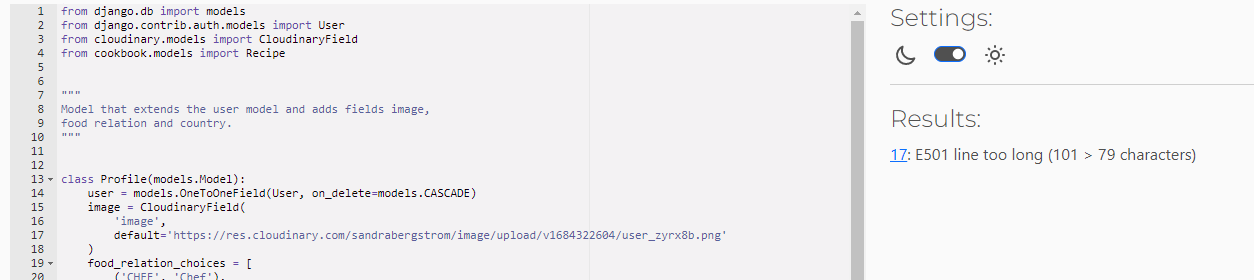 1 from django.db import models
2 from django.contrib.auth.models import User
3 from cloudinary.models import CloudinaryField
4 from cookbook.models import Recipe
5
6
7 """
8 Model that extends the user model and adds fields image,
9 food relation and country.
10 """
11
12
13 class Profile(models.Model):
14 user = models.OneToOneField(User, on_delete=models.CASCADE)
15 image = CloudinaryField(
16 'image',
17 default='https://res.cloudinary.com/sandrabergstrom/image/upload/v1684322604/user_zyrx8b.png'
18 )
19 food_relation_choices = [
20 ('CHEF', 'Chef'),
Settings:
Results:
17: E501 line too long (101 > 79 characters)